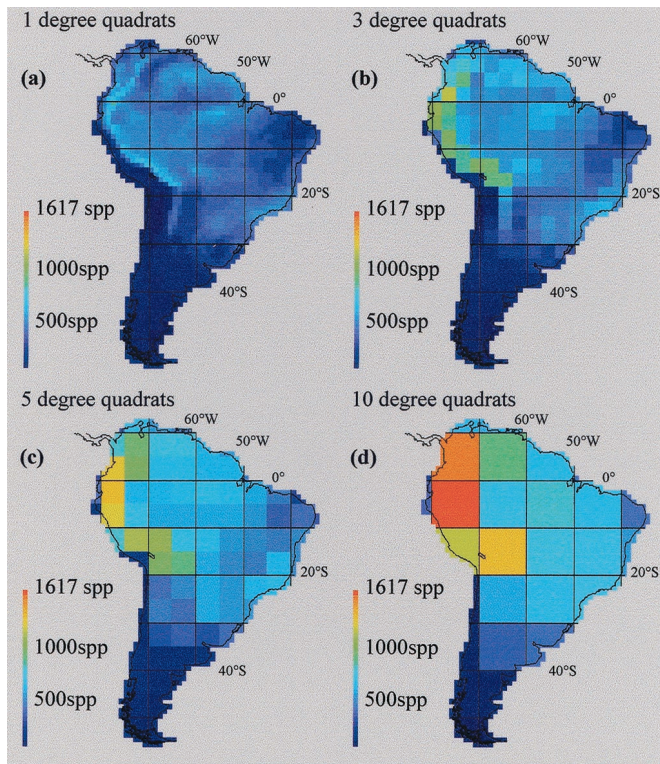 1 degree quadrats
(a)
60°W
50°W
0°
20°S
40°S
1617 spp
1000spp
500spp
3 degree quadrats
(b)
60°W
50°W
0°
20°S
40°S
1617 spp
1000spp
500spp
5 degree quadrats
(c)
60°W
50°W
0°
20°S
40°S
1617 spp
1000spp
500spp
10 degree quadrats
(d)
60°W
50°W
0°
20°S
40°S
1617 spp
1000spp
500spp